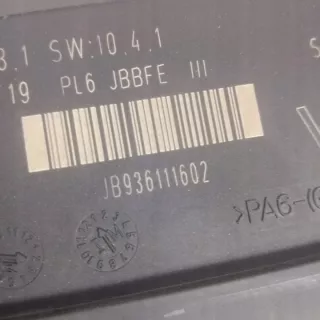 3.1 SW:10.4.1
19 PL6 JBBFE III
JB936111602
>PA6-(G